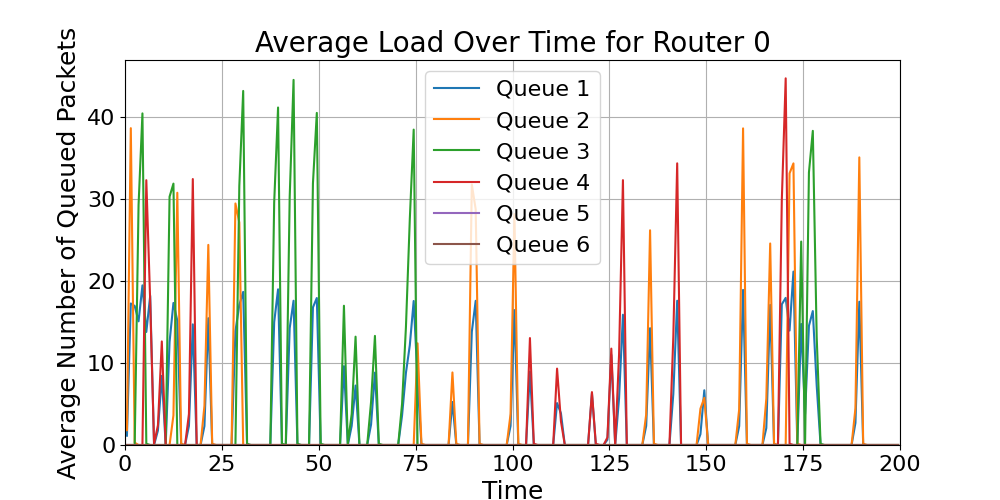 Average Load Over Time for Router 0
Average Number of Queued Packets
40
30
20
10
0
Queue 1
Queue 2
Queue 3
Queue 4
Queue 5
Queue 6
0 25 50 75 100 125 150 175 200
Time